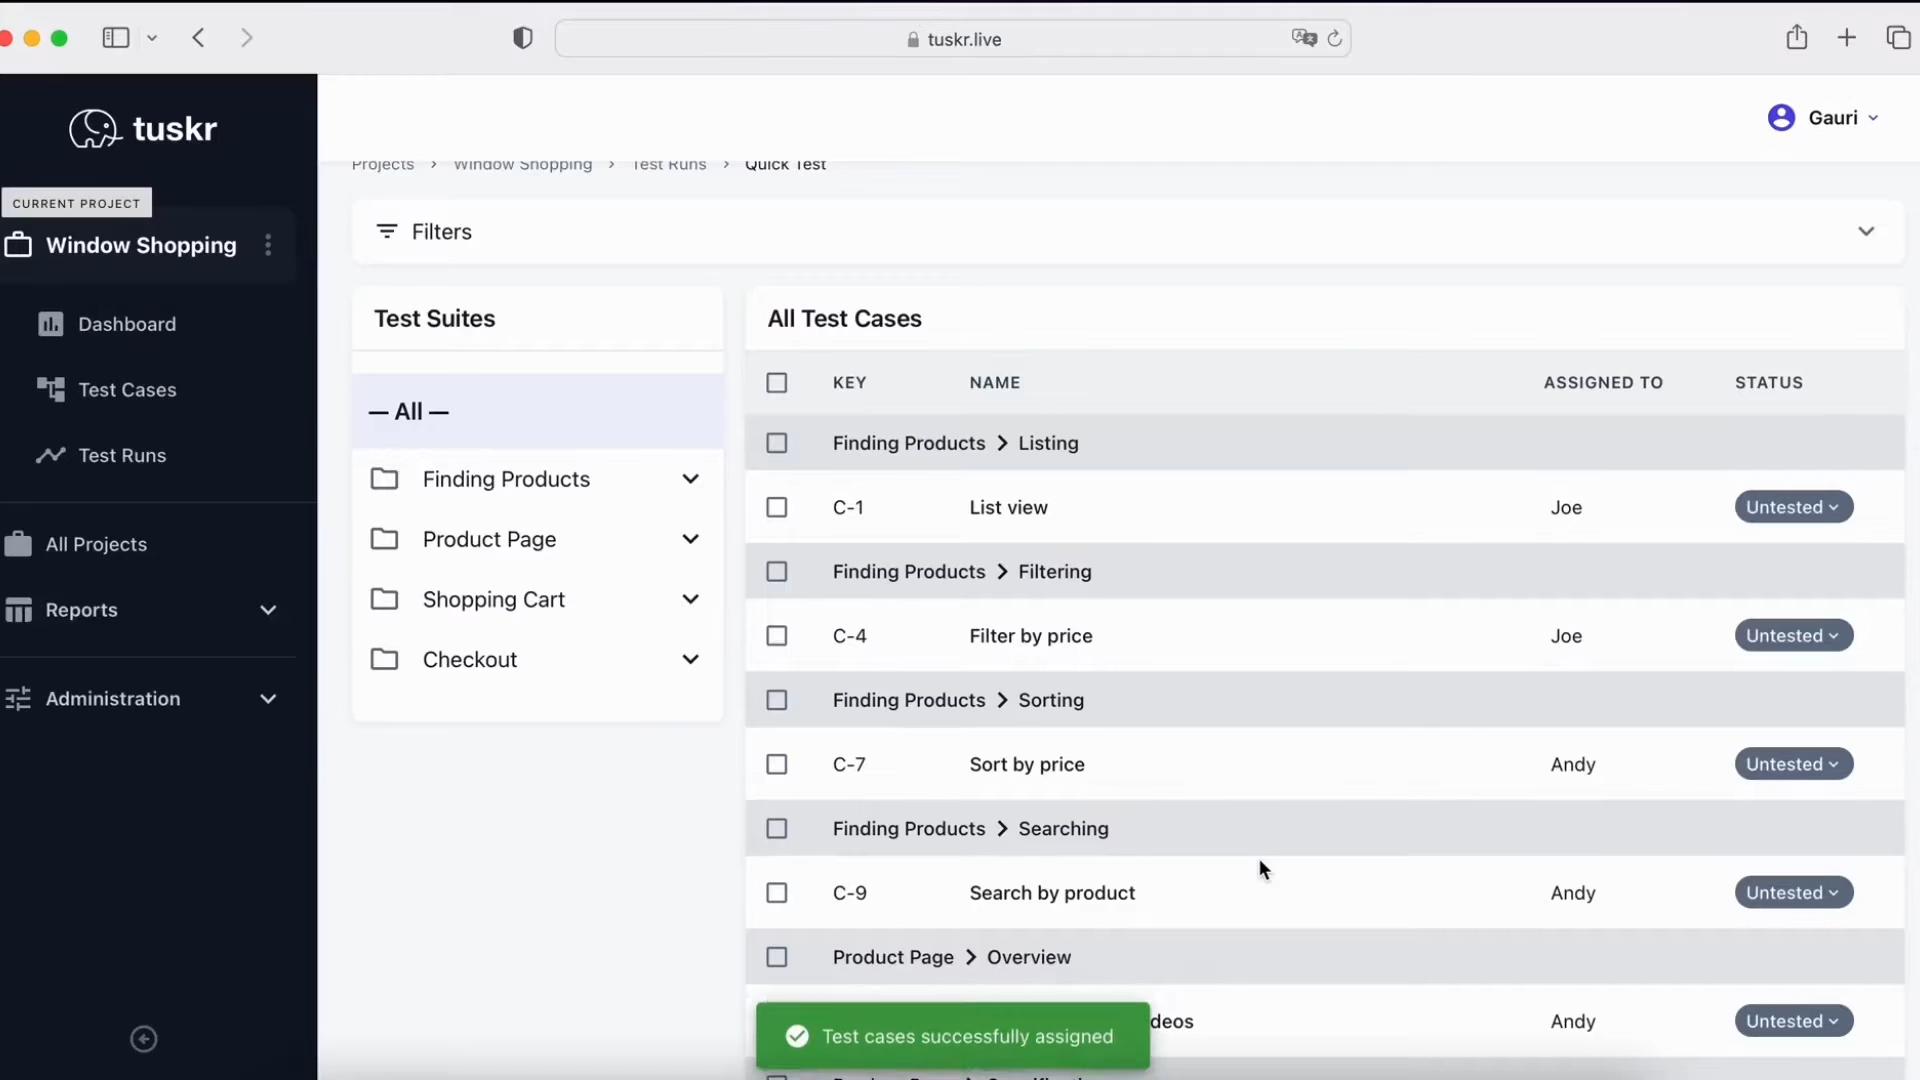 tuskr.live
tuskr
Gauri
Projects > Window Shopping > Test Runs > Quick Test
CURRENT PROJECT
Window Shopping
Filters
Dashboard
Test Cases
Test Runs
All Projects
Reports
Administration
Test Suites
— All —
Finding Products
Product Page
Shopping Cart
Checkout
All Test Cases
KEY NAME ASSIGNED TO STATUS
Finding Products > Listing
C-1 List view Joe Untested
Finding Products > Filtering
C-4 Filter by price Joe Untested
Finding Products > Sorting
C-7 Sort by price Andy Untested
Finding Products > Searching
C-9 Search by product Andy Untested
Product Page > Overview
deos Andy Untested
Test cases successfully assigned